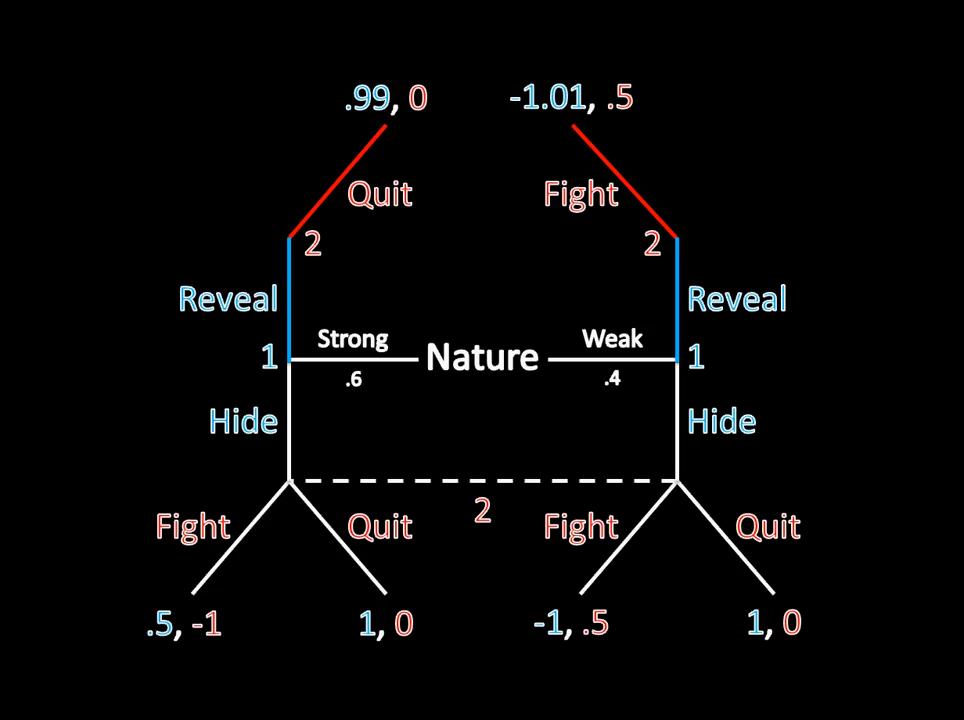 .99, 0 -1.01, .5
Quit Fight
2 2
Reveal Reveal
Strong Weak
1 Nature 1
.6 .4
Hide Hide
2
Fight Quit Fight Quit
.5, -1 1, 0 -1, .5 1, 0